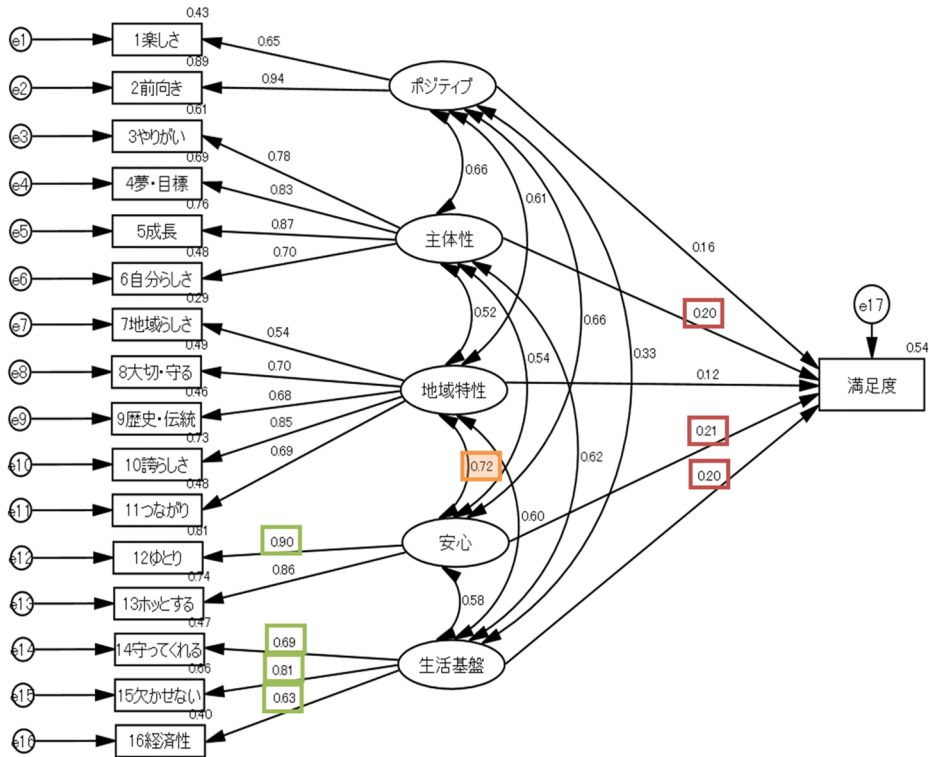 0.43
e1
1楽しさ
0.65
0.89
e2
2前向き
0.94
ポジティブ
0.61
e3
3やりがい
0.78
0.69
e4
4夢・目標
0.83
0.66
0.61
0.76
e5
5成長
0.87
主体性
0.48
e6
6自分らしさ
0.70
0.16
0.29
e7
7地域らしさ
0.54
0.52
0.66
0.20
e17
0.49
e8
8大切・守る
0.70
0.54
0.33
0.54
0.46
e9
9歴史・伝統
0.68
地域特性
0.12
満足度
0.73
e10
10誇らしさ
0.85
0.72
0.62
0.21
0.48
e11
11つながり
0.69
0.60
0.20
0.81
e12
12ゆとり
0.90
安心
0.74
e13
13ホッとする
0.86
0.58
0.47
e14
14守ってくれる
0.69
生活基盤
0.66
e15
15欠かせない
0.81
0.40
e16
16経済性
0.63